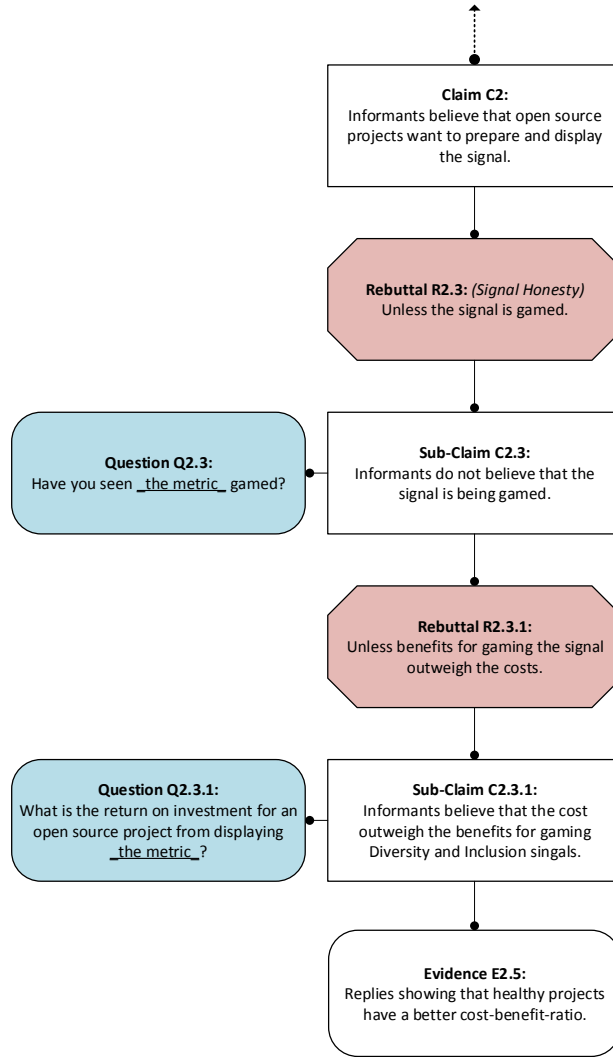 Claim C2:
Informants believe that open source
projects want to prepare and display
the signal.
Rebuttal R2.3: (Signal Honesty)
Unless the signal is gamed.
Question Q2.3:
Have you seen _the metric_ gamed?
Sub-Claim C2.3:
Informants do not believe that the
signal is being gamed.
Rebuttal R2.3.1:
Unless benefits for gaming the signal
outweigh the costs.
Question Q2.3.1:
What is the return on investment for an
open source project from displaying
_the metric_?
Sub-Claim C2.3.1:
Informants believe that the cost
outweigh the benefits for gaming
Diversity and Inclusion singals.
Evidence E2.5:
Replies showing that healthy projects
have a better cost-benefit-ratio.